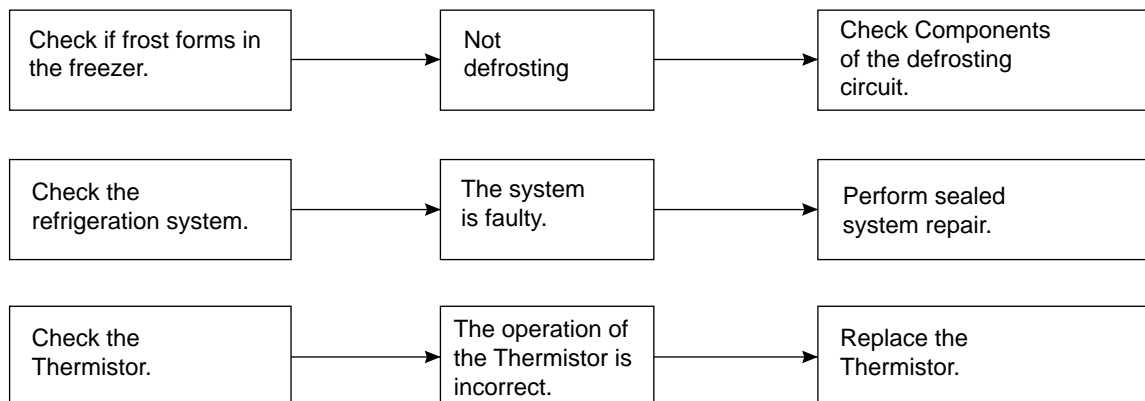 Check if frost forms in
the freezer.
Not
defrosting
Check Components
of the defrosting
circuit.
Check the
refrigeration system.
The system
is faulty.
Perform sealed
system repair.
Check the
Thermistor.
The operation of
the Thermistor is
incorrect.
Replace the
Thermistor.